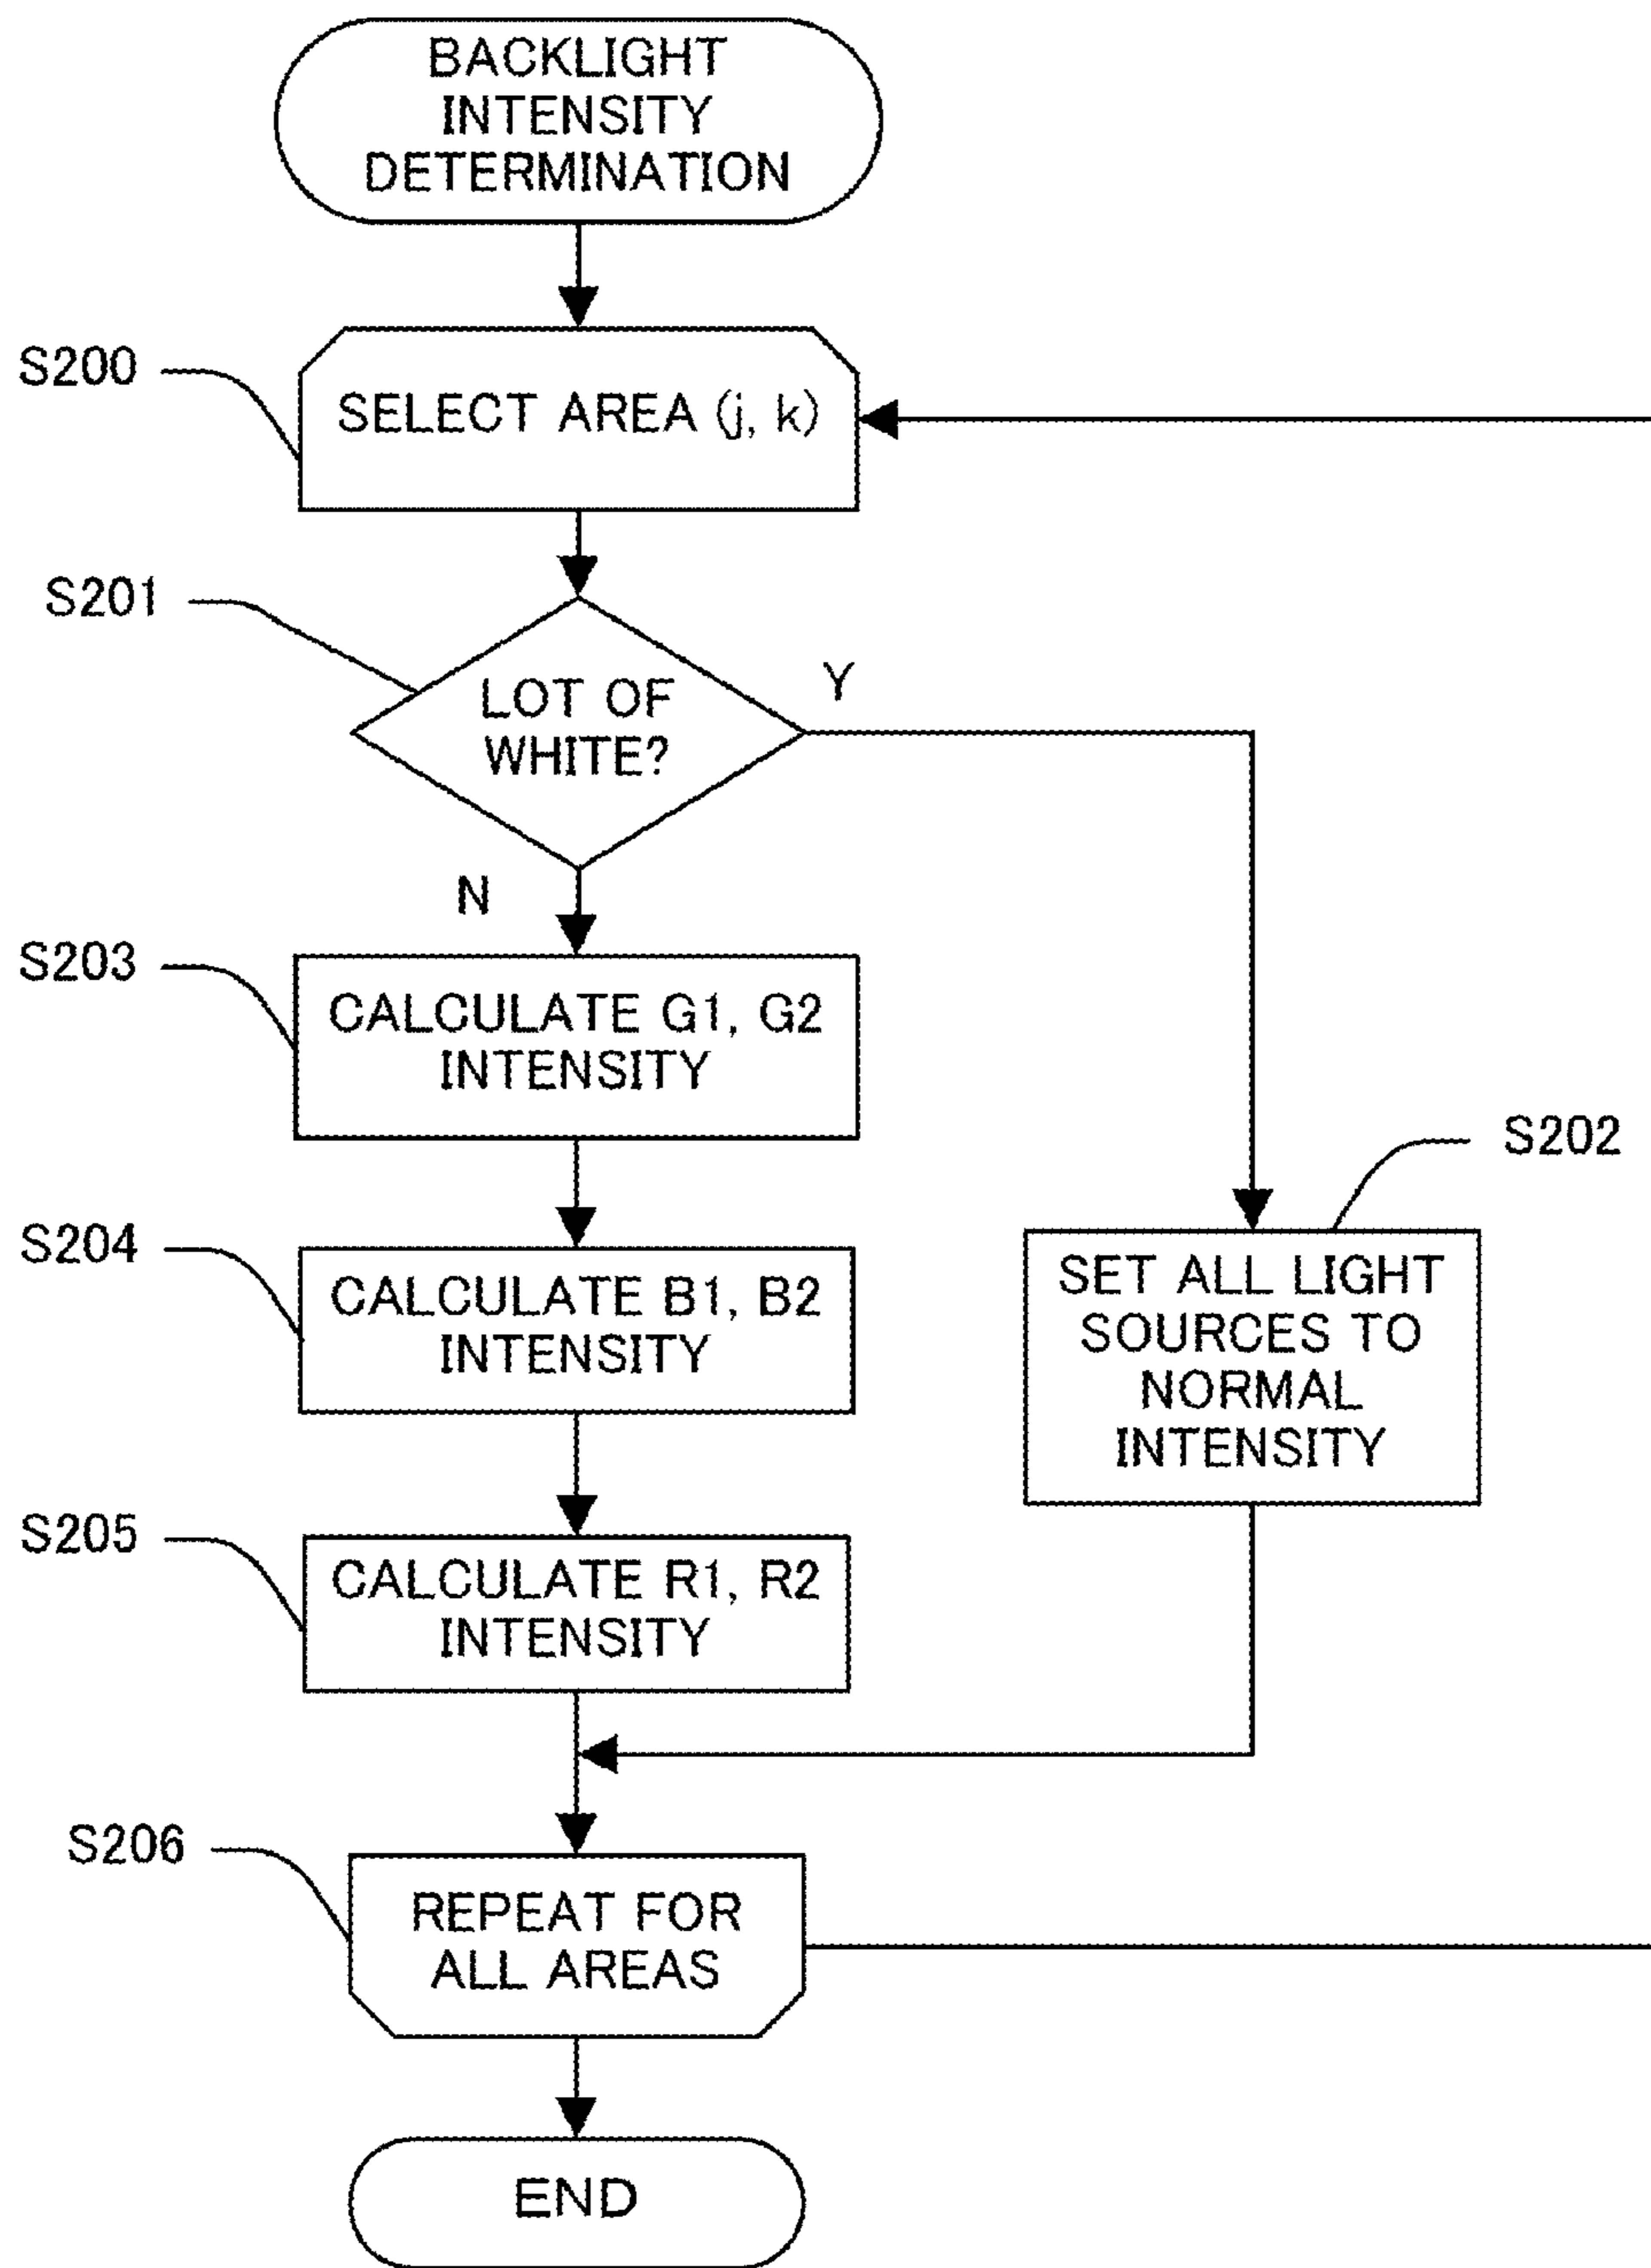 BACKLIGHT
INTENSITY
DETERMINATION
S200
SELECT AREA (j, k)
S201
LOT OF
WHITE?
Y
N
S203
CALCULATE G1, G2
INTENSITY
S202
SET ALL LIGHT
SOURCES TO
NORMAL
INTENSITY
S204
CALCULATE B1, B2
INTENSITY
S205
CALCULATE R1, R2
INTENSITY
S206
REPEAT FOR
ALL AREAS
END